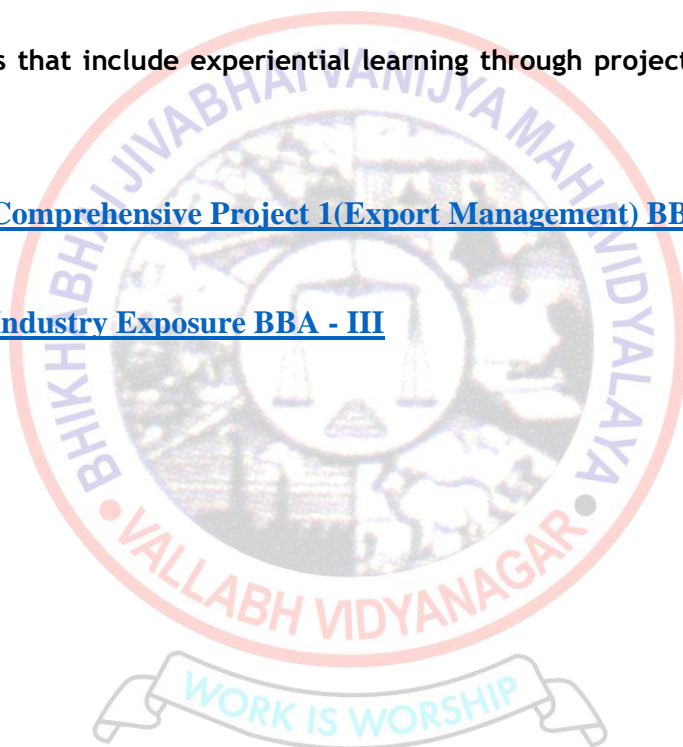 s that include experiential learning through project
Comprehensive Project 1(Export Management) BB
Industry Exposure BBA - III
BHIKHABHAI JIVABHAI VANIJYA MAHAVIDYALAYA
• VALLABH VIDYANAGAR •
WORK IS WORSHIP